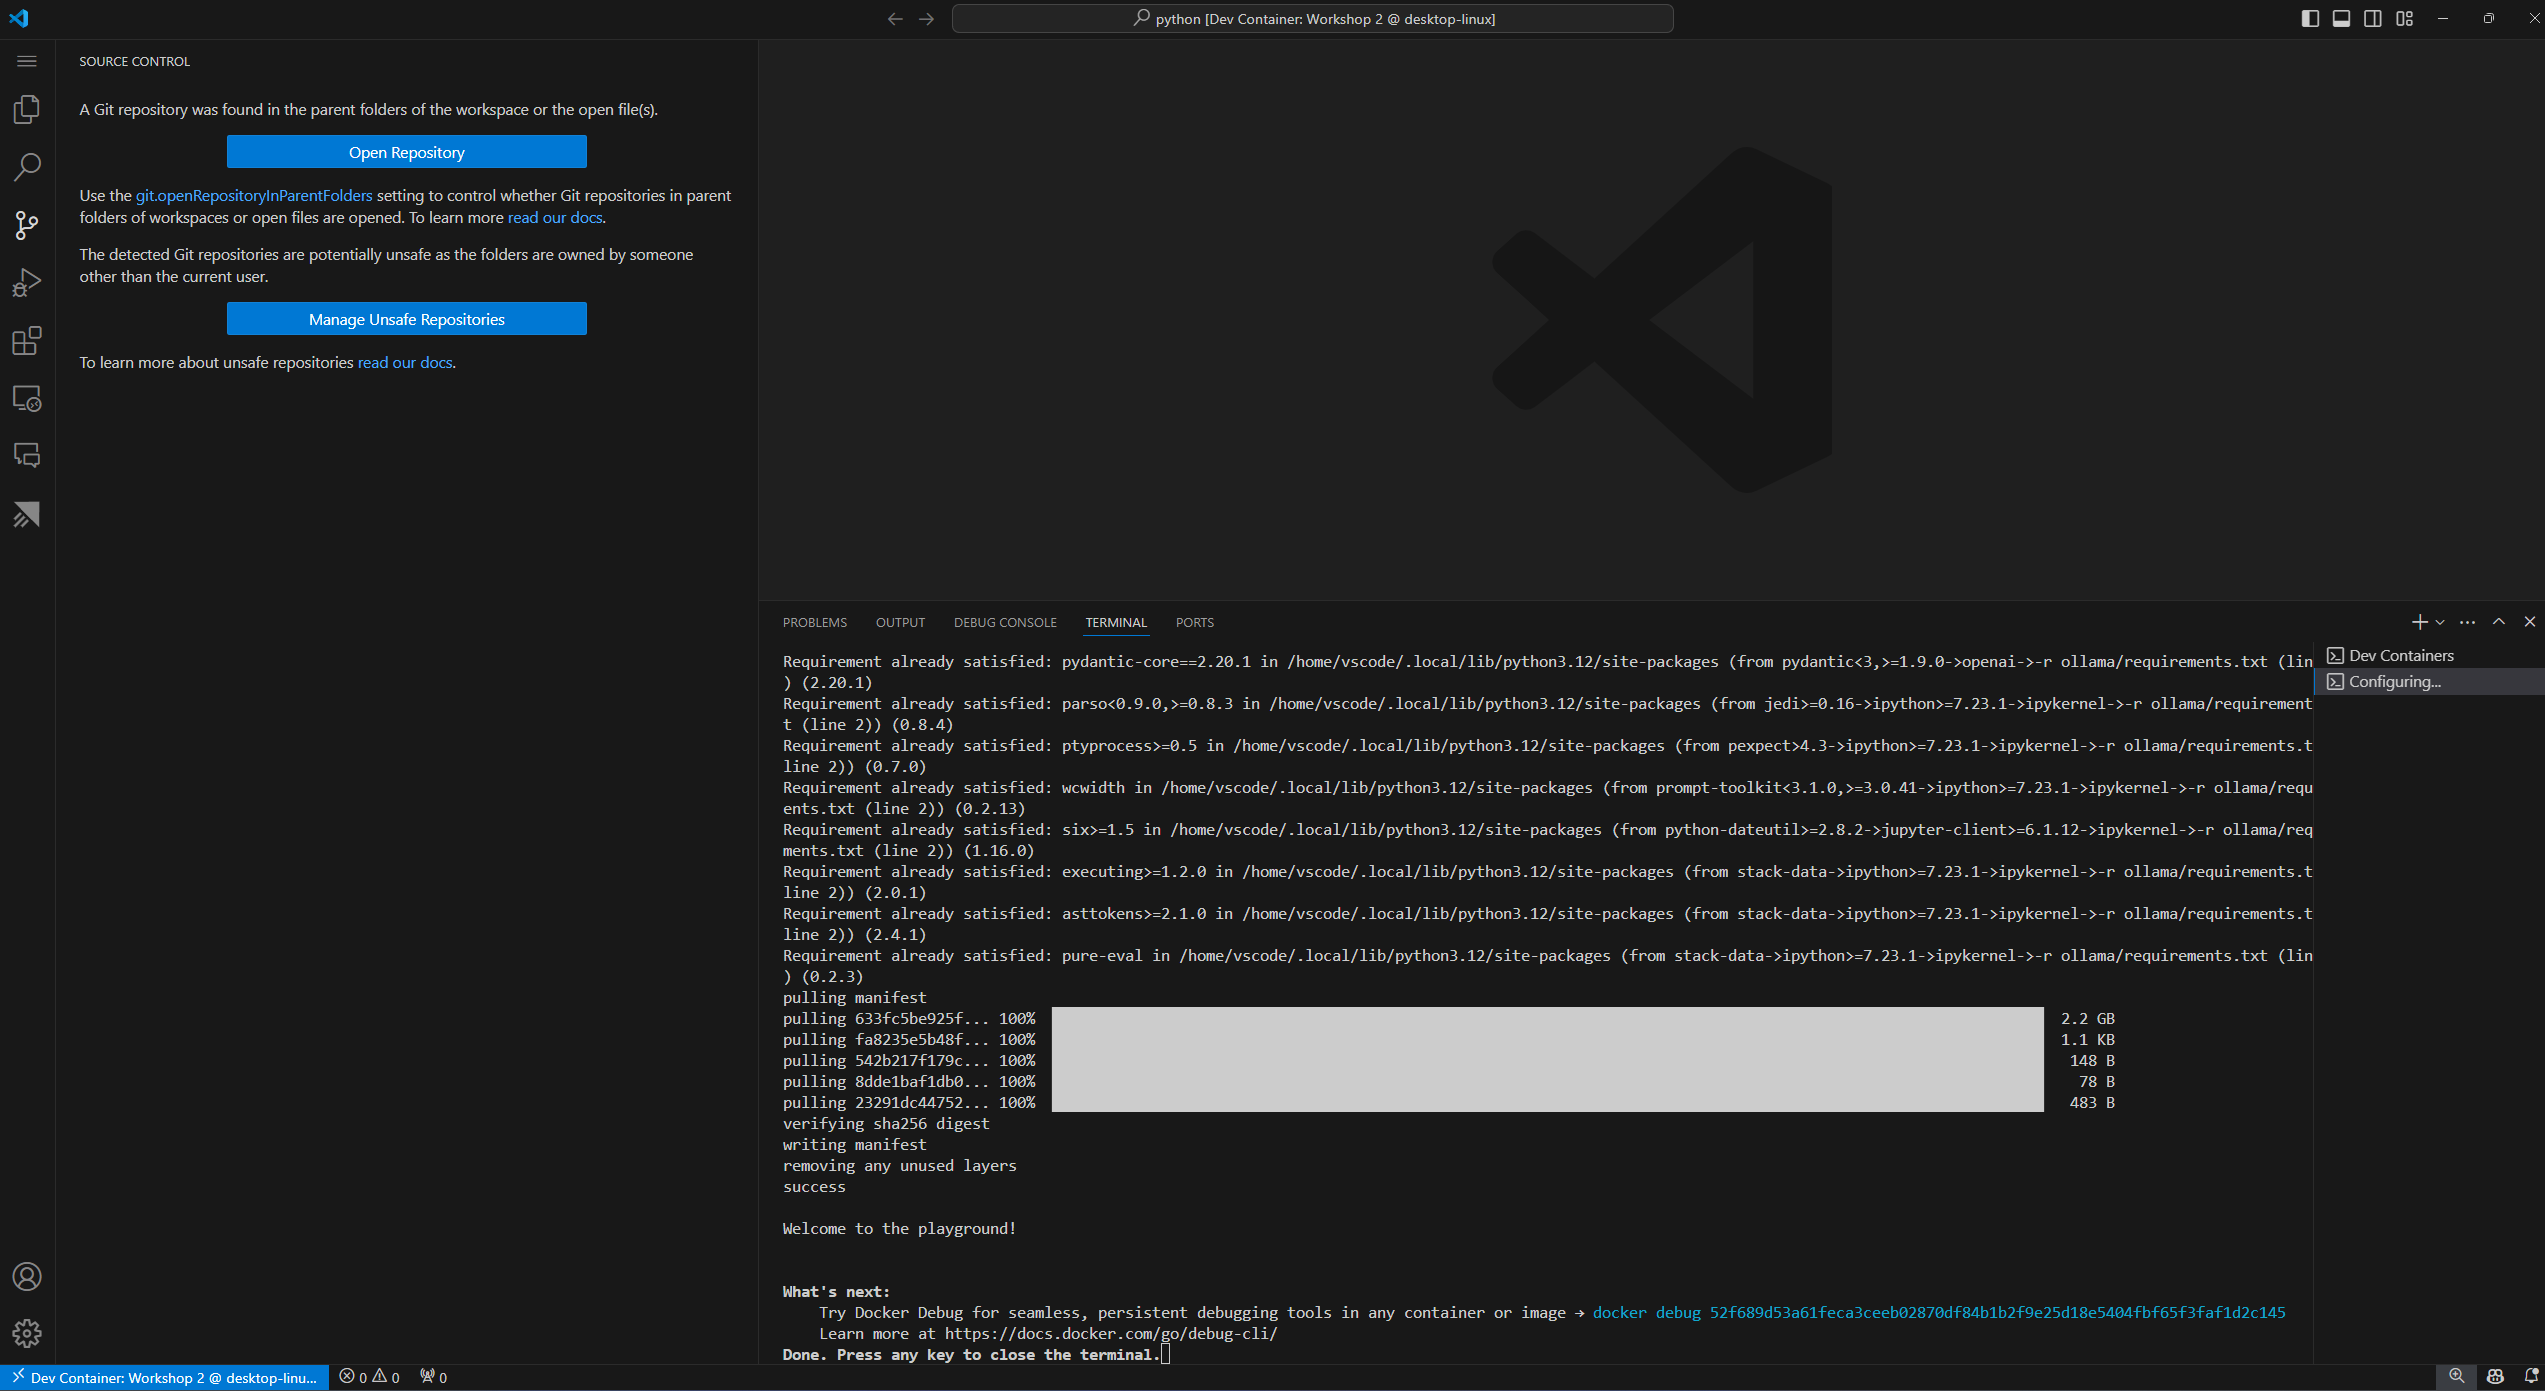 python [Dev Container: Workshop 2 @ desktop-linux]
SOURCE CONTROL
A Git repository was found in the parent folders of the workspace or the open file(s).
Open Repository
Use the git.openRepositoryInParentFolders setting to control whether Git repositories in parent
folders of workspaces or open files are opened. To learn more read our docs.
The detected Git repositories are potentially unsafe as the folders are owned by someone
other than the current user.
Manage Unsafe Repositories
To learn more about unsafe repositories read our docs.
PROBLEMS OUTPUT DEBUG CONSOLE TERMINAL PORTS
Requirement already satisfied: pydantic-core==2.20.1 in /home/vscode/.local/lib/python3.12/site-packages (from pydantic<3,>=1.9.0->openai->-r ollama/requirements.txt (lin
) (2.20.1)
Requirement already satisfied: parso<0.9.0,>=0.8.3 in /home/vscode/.local/lib/python3.12/site-packages (from jedi>=0.16->ipython>=7.23.1->ipykernel->-r ollama/requirement
t (line 2)) (0.8.4)
Requirement already satisfied: ptyprocess>=0.5 in /home/vscode/.local/lib/python3.12/site-packages (from pexpect>4.3->ipython>=7.23.1->ipykernel->-r ollama/requirements.t
line 2)) (0.7.0)
Requirement already satisfied: wcwidth in /home/vscode/.local/lib/python3.12/site-packages (from prompt-toolkit<3.1.0,>=3.0.41->ipython>=7.23.1->ipykernel->-r ollama/requ
ents.txt (line 2)) (0.2.13)
Requirement already satisfied: six>=1.5 in /home/vscode/.local/lib/python3.12/site-packages (from python-dateutil>=2.8.2->jupyter-client>=6.1.12->ipykernel->-r ollama/req
ments.txt (line 2)) (1.16.0)
Requirement already satisfied: executing>=1.2.0 in /home/vscode/.local/lib/python3.12/site-packages (from stack-data->ipython>=7.23.1->ipykernel->-r ollama/requirements.t
line 2)) (2.0.1)
Requirement already satisfied: asttokens>=2.1.0 in /home/vscode/.local/lib/python3.12/site-packages (from stack-data->ipython>=7.23.1->ipykernel->-r ollama/requirements.t
line 2)) (2.4.1)
Requirement already satisfied: pure-eval in /home/vscode/.local/lib/python3.12/site-packages (from stack-data->ipython>=7.23.1->ipykernel->-r ollama/requirements.txt (lin
) (0.2.3)
pulling manifest
pulling 633fc5be925f... 100% 2.2 GB
pulling fa8235e5b48f... 100% 1.1 KB
pulling 542b217f179c... 100% 148 B
pulling 8dde1baf1db0... 100% 78 B
pulling 23291dc44752... 100% 483 B
verifying sha256 digest
writing manifest
removing any unused layers
success
Welcome to the playground!
What's next:
Try Docker Debug for seamless, persistent debugging tools in any container or image → docker debug 52f689d53a61feca3ceeb02870df84b1b2f9e25d18e5404fbf65f3faf1d2c145
Learn more at https://docs.docker.com/go/debug-cli/
Done. Press any key to close the terminal.
Dev Containers
Configuring...
Dev Container: Workshop 2 @ desktop-linu... 0 0 0